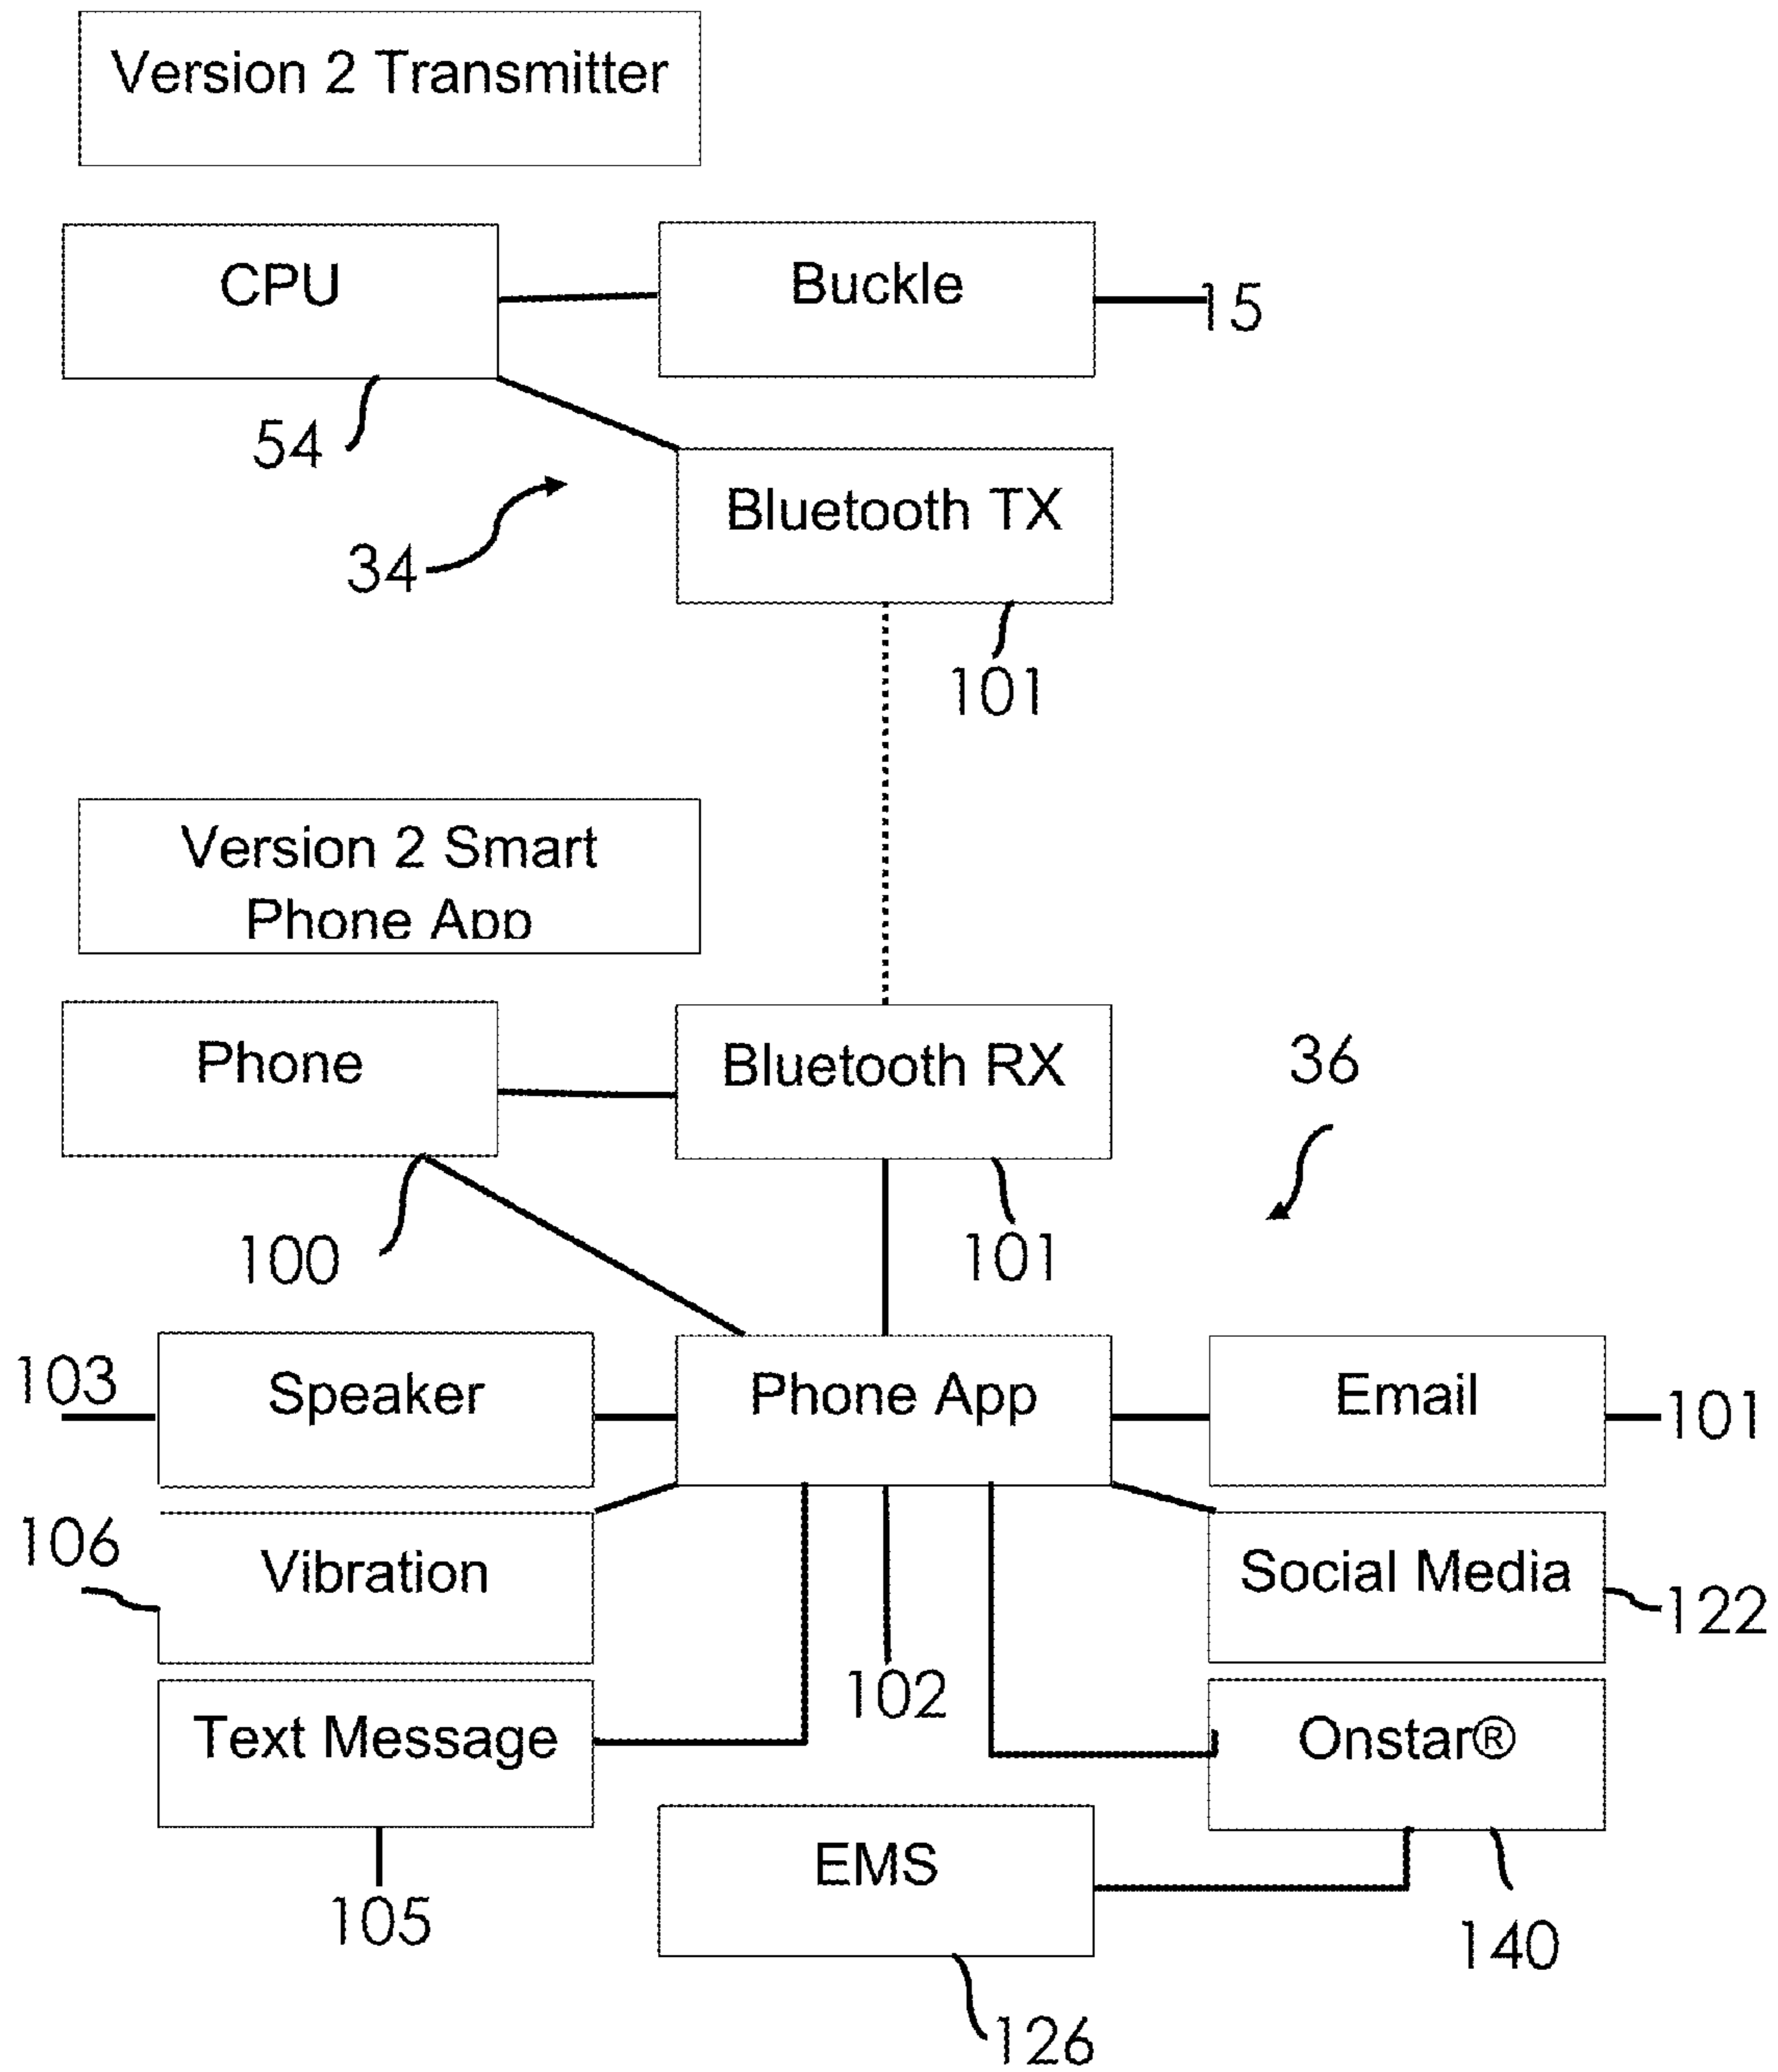 Version 2 Transmitter
CPU
Buckle
15
54
Bluetooth TX
34
101
Version 2 Smart
Phone App
Phone
Bluetooth RX
36
100
101
103
Speaker
Phone App
Email
101
106
Vibration
Social Media
122
102
Text Message
Onstar®
EMS
105
140
126